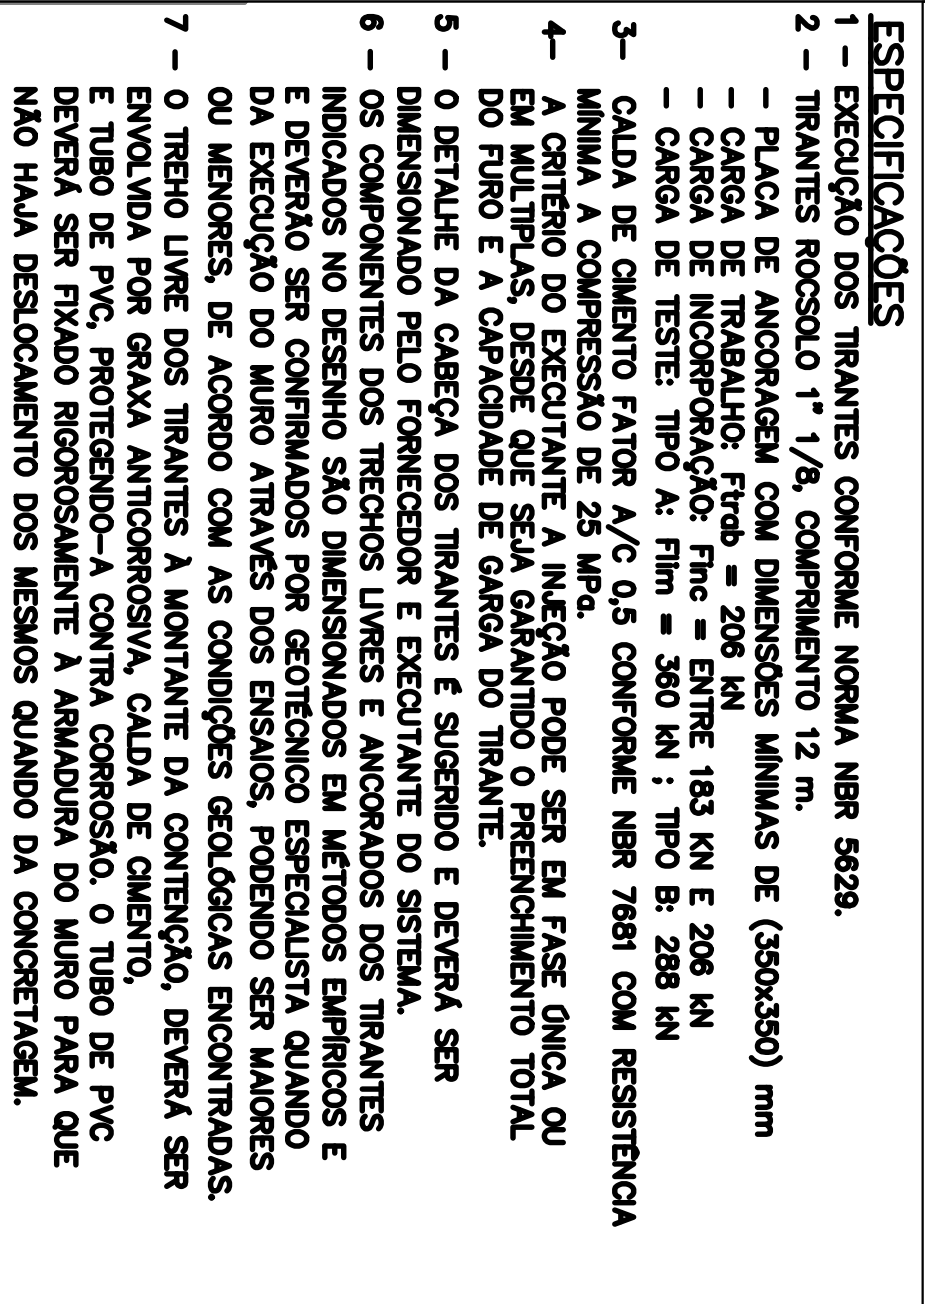 ESPECIFICAÇÕES
1 – EXECUÇÃO DOS TIRANTES CONFORME NORMA NBR 5629.
2 – TIRANTES ROCSOLO 1" 1/8, COMPRIMENTO 12 m.
– PLACA DE ANCORAGEM COM DIMENSÕES MÍNIMAS DE (350x350) mm
– CARGA DE TRABALHO: Ftrab = 206 kN
– CARGA DE INCORPORAÇÃO: Finc = ENTRE 183 KN E 206 kN
– CARGA DE TESTE: TIPO A: Flim = 360 kN ; TIPO B: 288 kN
3– CALDA DE CIMENTO FATOR A/C 0,5 CONFORME NBR 7681 COM RESISTÊNCIA
MÍNIMA A COMPRESSÃO DE 25 MPa.
4– A CRITÉRIO DO EXECUTANTE A INJEÇÃO PODE SER EM FASE ÚNICA OU
EM MULTIPLAS, DESDE QUE SEJA GARANTIDO O PREENCHIMENTO TOTAL
DO FURO E A CAPACIDADE DE GARGA DO TIRANTE.
5 – O DETALHE DA CABEÇA DOS TIRANTES É SUGERIDO E DEVERÁ SER
DIMENSIONADO PELO FORNECEDOR E EXECUTANTE DO SISTEMA.
6 – OS COMPONENTES DOS TRECHOS LIVRES E ANCORADOS DOS TIRANTES
INDICADOS NO DESENHO SÃO DIMENSIONADOS EM MÉTODOS EMPÍRICOS E
E DEVERÃO SER CONFIRMADOS POR GEOTÉCNICO ESPECIALISTA QUANDO
DA EXECUÇÃO DO MURO ATRAVÉS DOS ENSAIOS, PODENDO SER MAIORES
OU MENORES, DE ACORDO COM AS CONDIÇÕES GEOLÓGICAS ENCONTRADAS.
7 – O TREHO LIVRE DOS TIRANTES À MONTANTE DA CONTENÇÃO, DEVERÁ SER
ENVOLVIDA POR GRAXA ANTICORROSIVA, CALDA DE CIMENTO,
E TUBO DE PVC, PROTEGENDO–A CONTRA CORROSÃO. O TUBO DE PVC
DEVERÁ SER FIXADO RIGOROSAMENTE À ARMADURA DO MURO PARA QUE
NÃO HAJA DESLOCAMENTO DOS MESMOS QUANDO DA CONCRETAGEM.